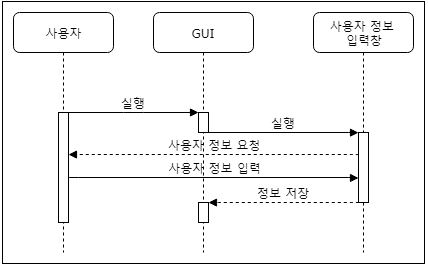 사용자
GUI
사용자 정보
입력창
실행
실행
사용자 정보 요청
사용자 정보 입력
정보 저장